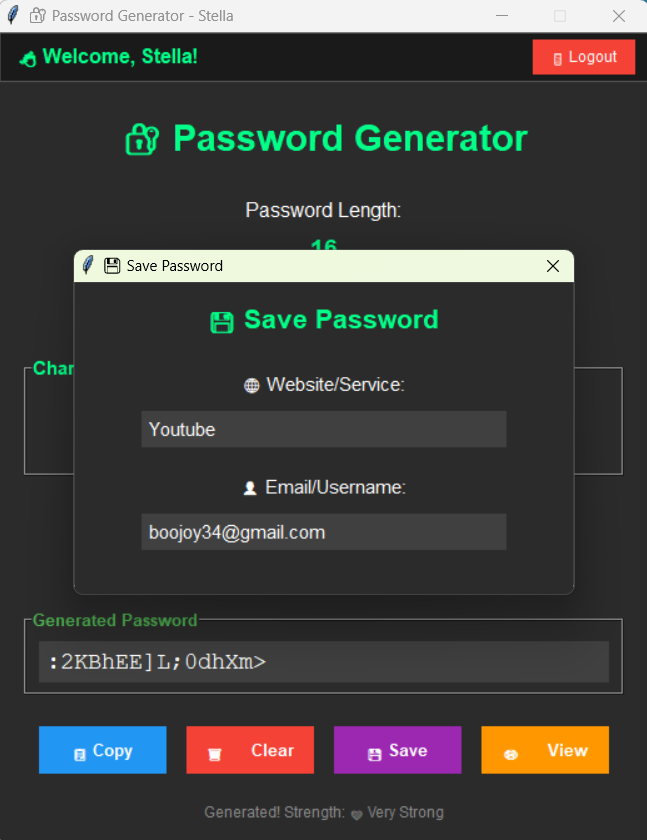 Password Generator - Stella
Welcome, Stella!
Logout
Password Generator
Password Length:
16
Save Password
Save Password
Website/Service:
Youtube
Email/Username:
boojoy34@gmail.com
Generated Password
:2KBhEE]L;0dhXm>
Copy
Clear
Save
View
Generated! Strength: Very Strong